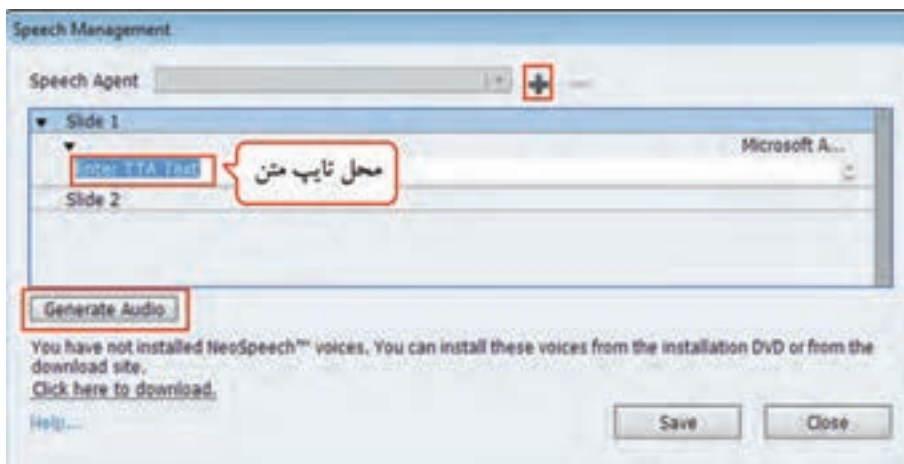 Speech Management
Speech Agent
Slide 1
Microsoft A...
Enter TTA Text
محل تایپ متن
Slide 2
Generate Audio
You have not installed NeoSpeech™ voices. You can install these voices from the installation DVD or from the
download site.
Click here to download.
Help... Save Close